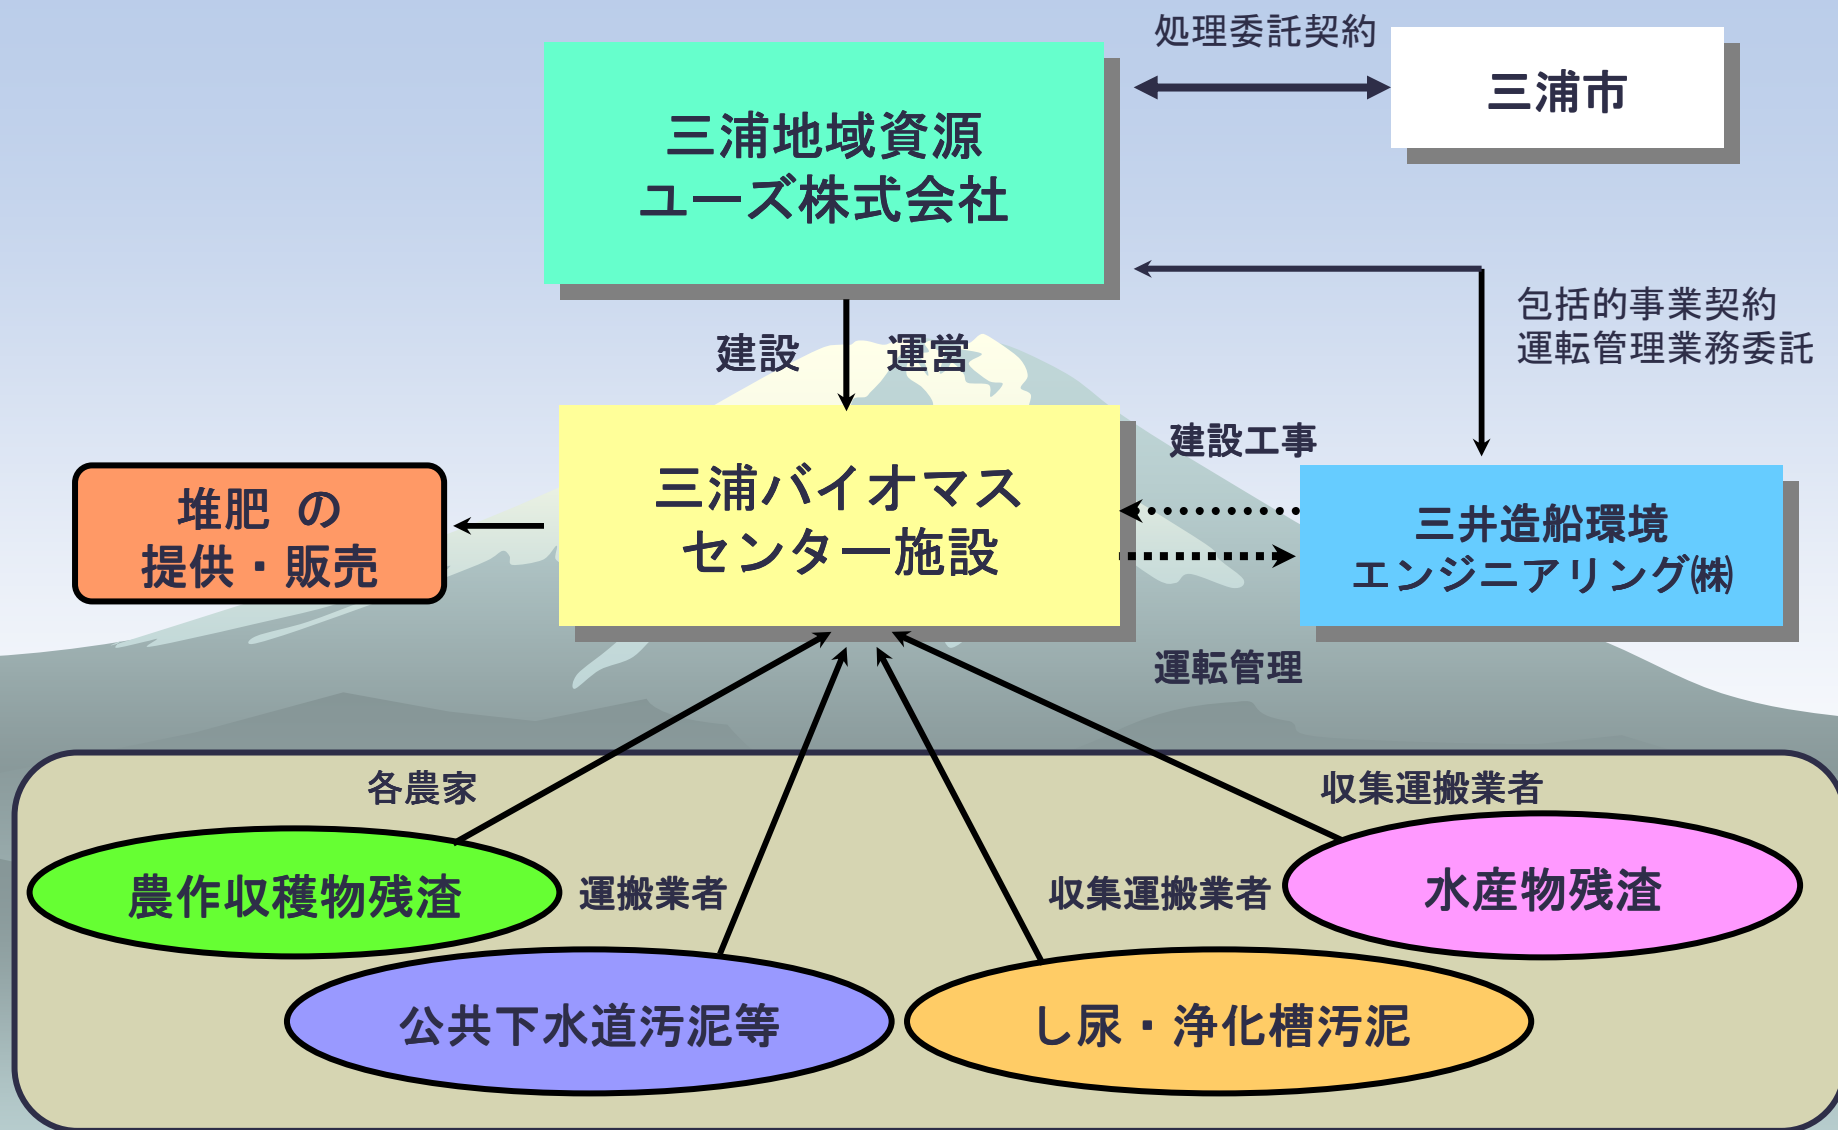 処理委託契約
三浦市
三浦地域資源
ユーズ株式会社
包括的事業契約
運転管理業務委託
建設
運営
建設工事
三浦バイオマス
センター施設
堆肥 の
提供・販売
三井造船環境
エンジニアリング㈱
運転管理
各農家
収集運搬業者
農作収穫物残渣
運搬業者
収集運搬業者
水産物残渣
公共下水道汚泥等
し尿・浄化槽汚泥